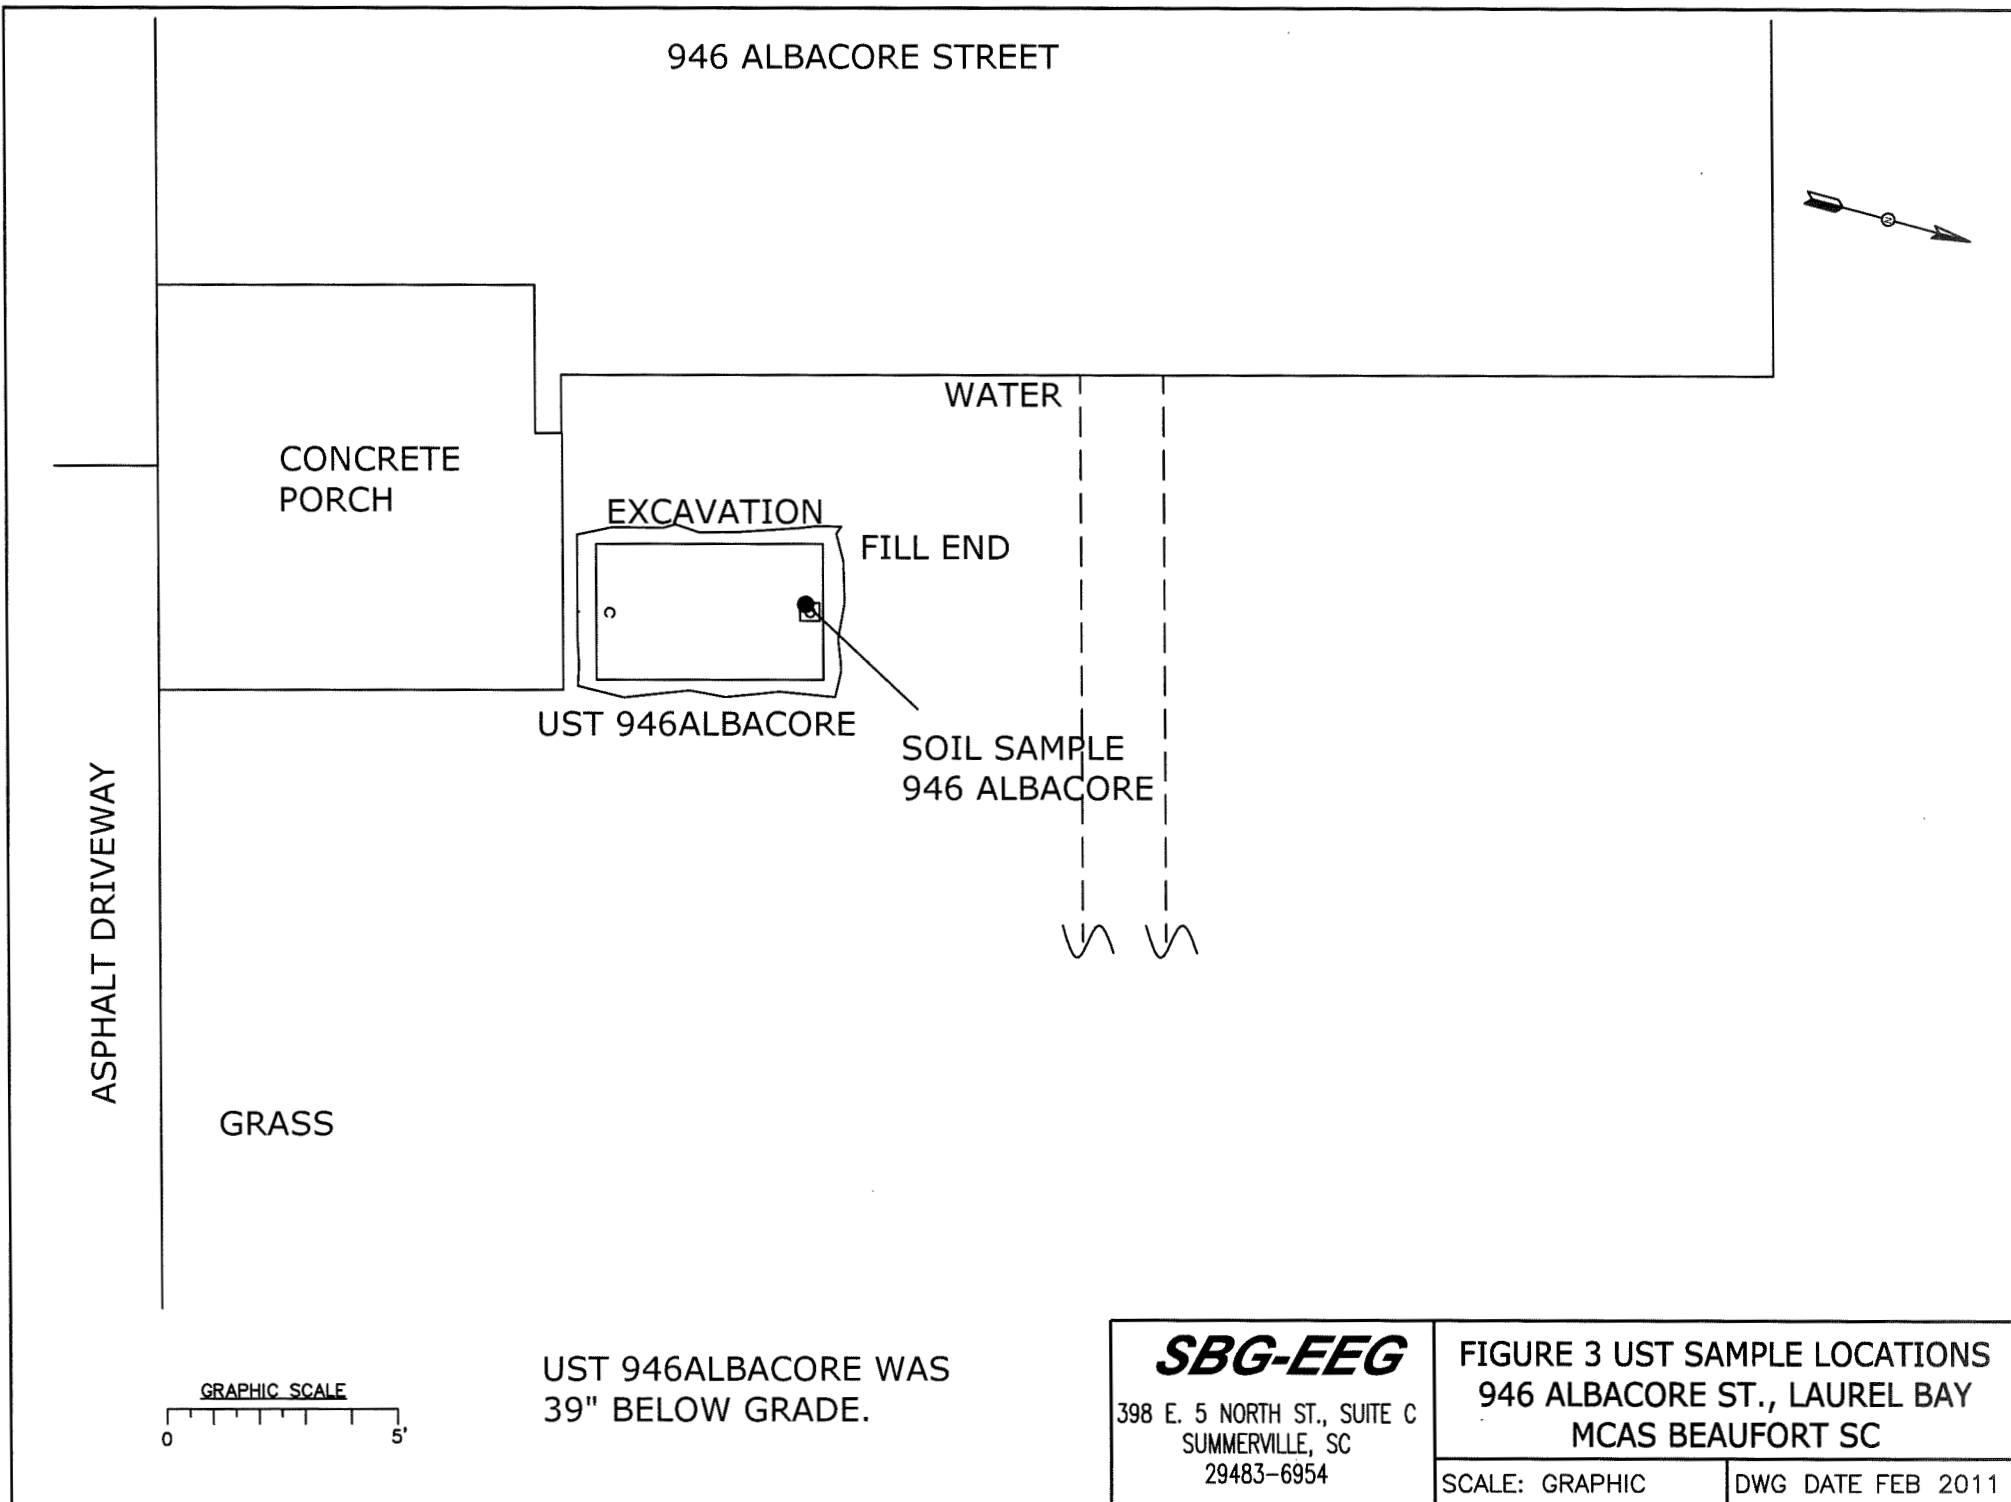 946 ALBACORE STREET
N
WATER
CONCRETE
PORCH
EXCAVATION
FILL END
C
UST 946ALBACORE
SOIL SAMPLE
946 ALBACORE
ASPHALT DRIVEWAY
GRASS
GRAPHIC SCALE
0 5'
UST 946ALBACORE WAS
39" BELOW GRADE.
SBG-EEG
398 E. 5 NORTH ST., SUITE C
SUMMERVILLE, SC
29483-6954
FIGURE 3 UST SAMPLE LOCATIONS
946 ALBACORE ST., LAUREL BAY
MCAS BEAUFORT SC
SCALE: GRAPHIC
DWG DATE FEB 2011